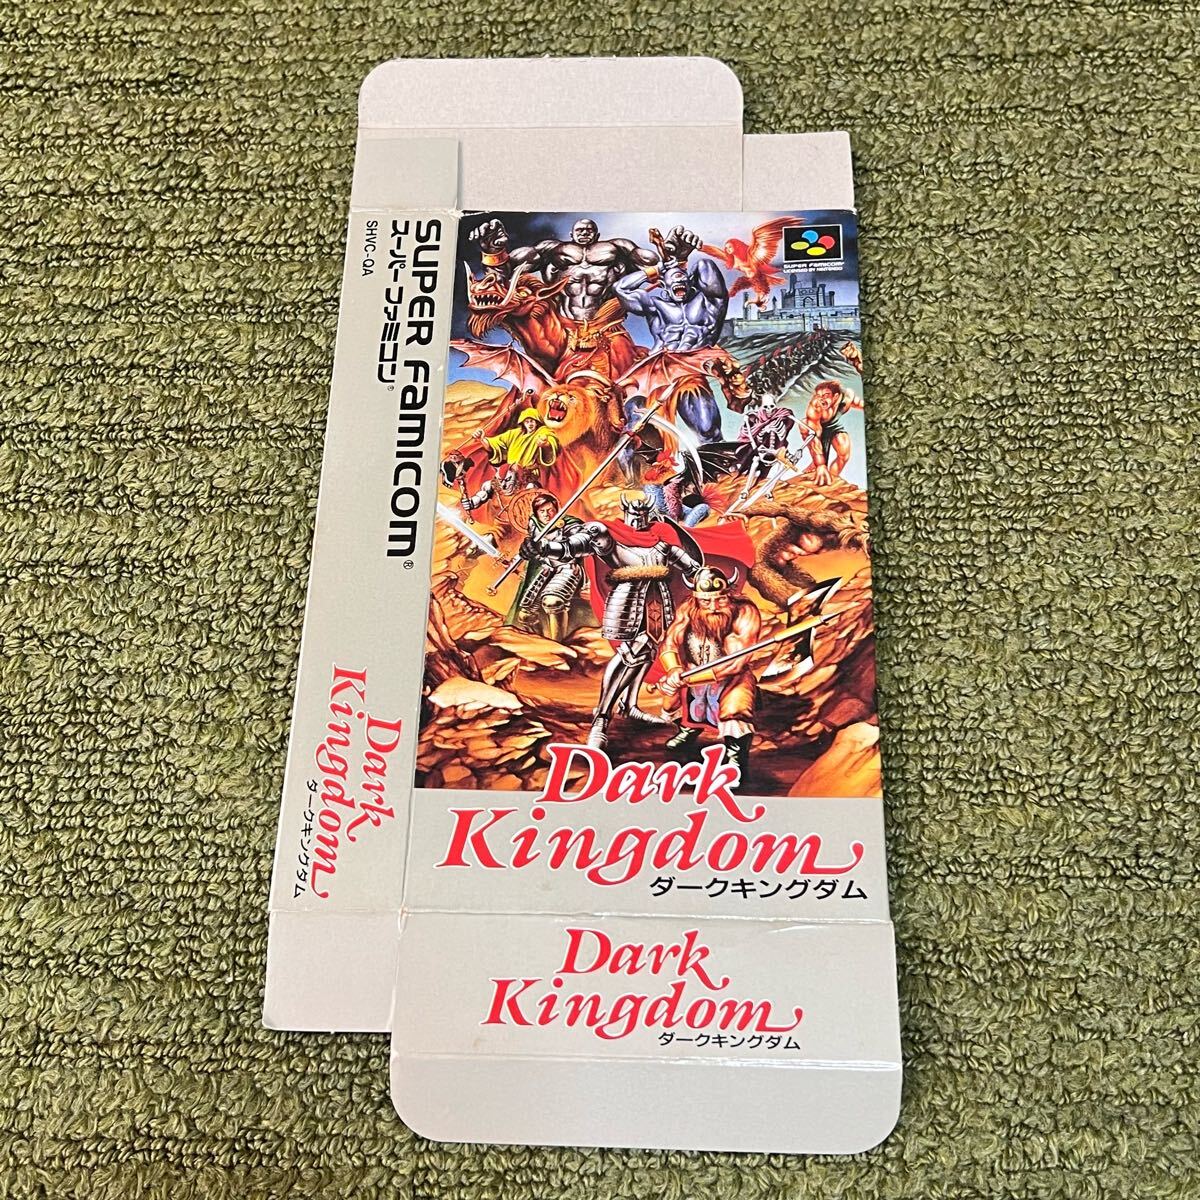 SUPER FAMICOM®
スーパーファミコン®
SHVC-QA
Dark
Kingdom
ダークキングダム
SUPER FAMICOM®
LICENSED BY NINTENDO
Dark
Kingdom
ダークキングダム
Dark
Kingdom
ダークキングダム